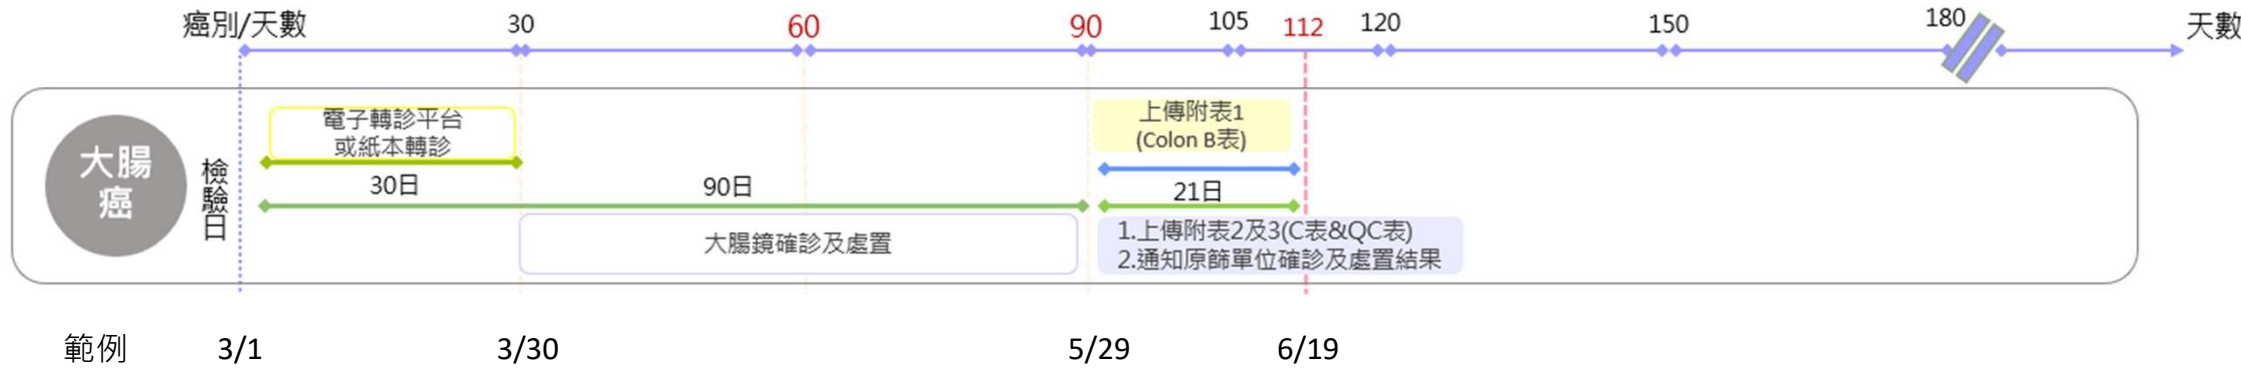 癌別/天數 30 60 90 105 112 120 150 180 天數
大腸
癌
檢驗日
電子轉診平台
或紙本轉診
30日
90日
大腸鏡確診及處置
上傳附表1
(Colon B表)
21日
1.上傳附表2及3(C表&QC表)
2.通知原篩單位確診及處置結果
範例 3/1 3/30 5/29 6/19